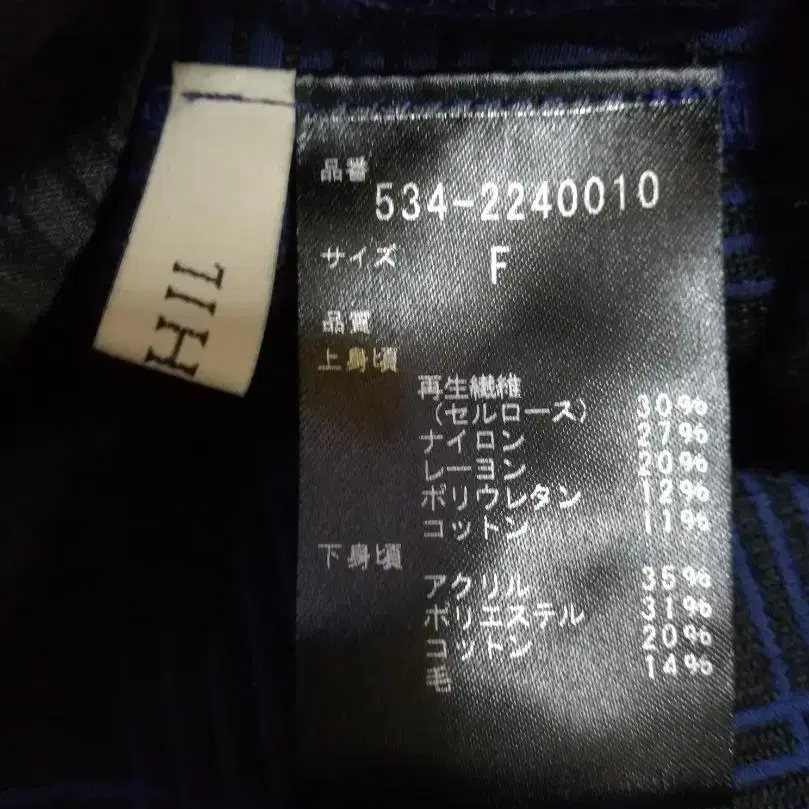 品番
534-2240010
サイズ F
品質
上身頃
再生繊維
(セルロース) 30%
ナイロン 27%
レーヨン 20%
ポリウレタン 12%
コットン 11%
下身頃
アクリル 35%
ポリエステル 31%
コットン 20%
毛 14%